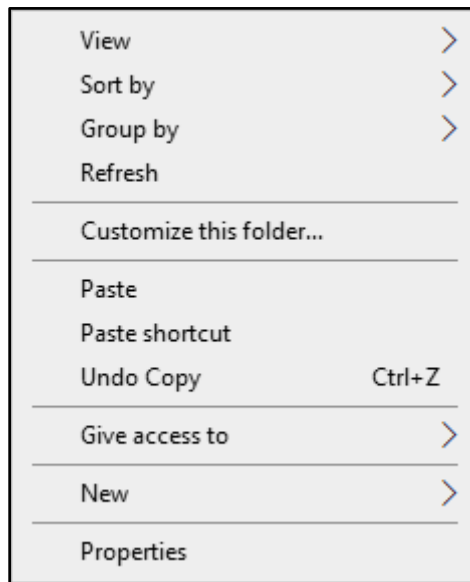 View
Sort by
Group by
Refresh
Customize this folder...
Paste
Paste shortcut
Undo Copy Ctrl+Z
Give access to
New
Properties